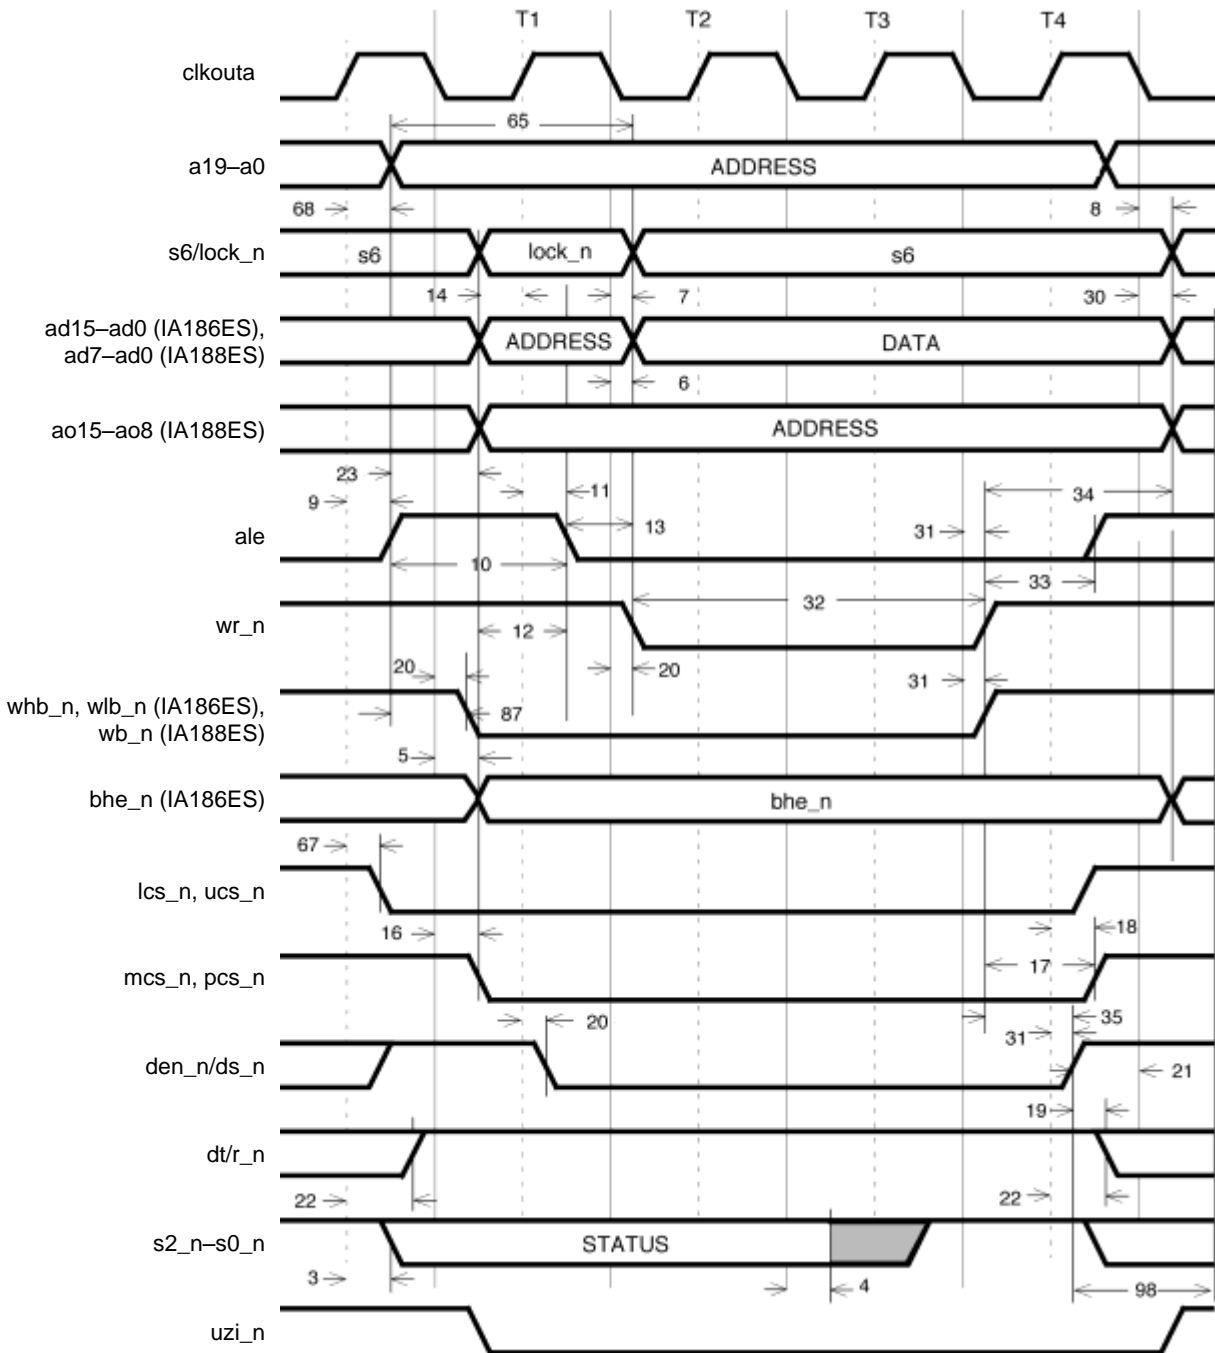 T1 T2 T3 T4
clkouta
65
a19–a0 ADDRESS
68 8
s6/lock_n s6 lock_n s6
14 7 30
ad15–ad0 (IA186ES),
ad7–ad0 (IA188ES) ADDRESS DATA
6
ao15–ao8 (IA188ES) ADDRESS
23
9 11 34
ale 13 31
10 33
32
wr_n 12
20 20 31
whb_n, wlb_n (IA186ES),
wb_n (IA188ES) 87
5
bhe_n (IA186ES) bhe_n
67
lcs_n, ucs_n
16 18
mcs_n, pcs_n 17
20 35
31
den_n/ds_n 21
19
dt/r_n
22 22
s2_n–s0_n STATUS
3 4 98
uzi_n